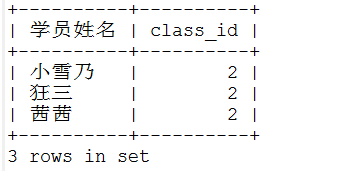 +----------+----------+
| 学员姓名 | class_id |
+----------+----------+
| 小雪乃   |        2 |
| 狂三     |        2 |
| 茜茜     |        2 |
+----------+----------+
3 rows in set